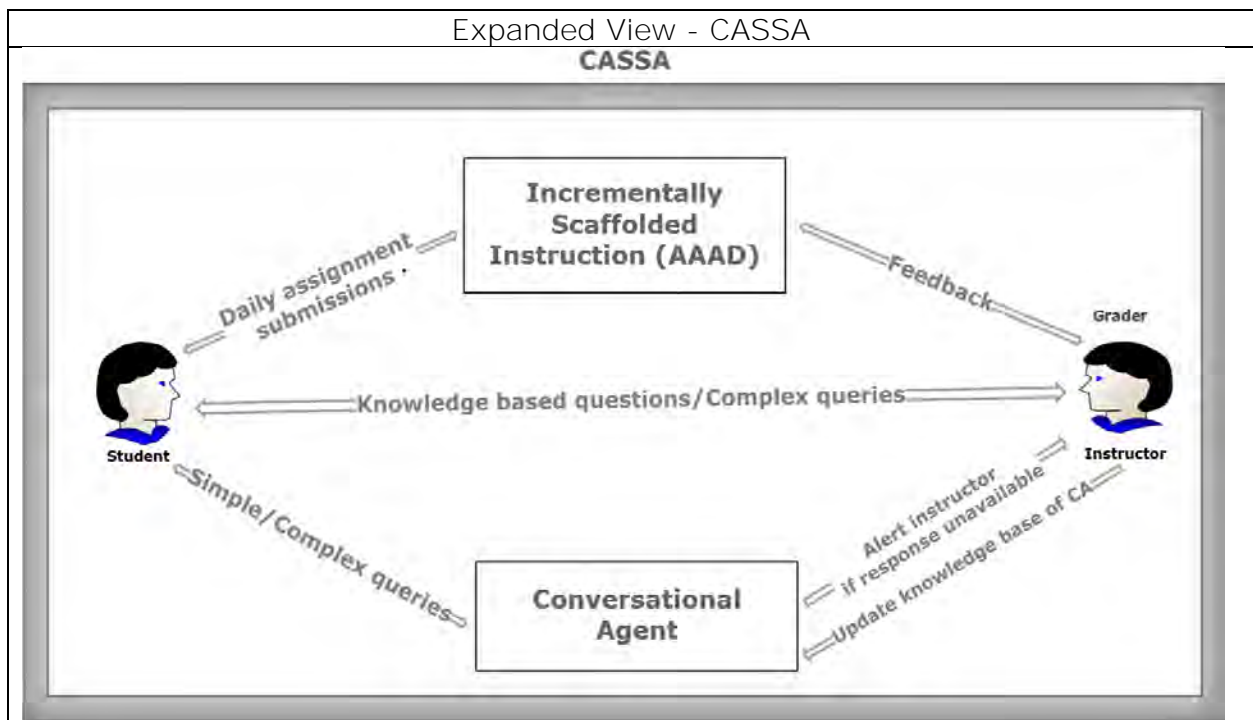 Expanded View - CASSA
CASSA
Incrementally
Scaffolded
Instruction (AAAD)
Daily assignment
submissions
Feedback
Grader
Knowledge based questions/Complex queries
Student
Instructor
Simple/Complex queries
Alert instructor
if response unavailable
Update knowledge base of CA
Conversational
Agent